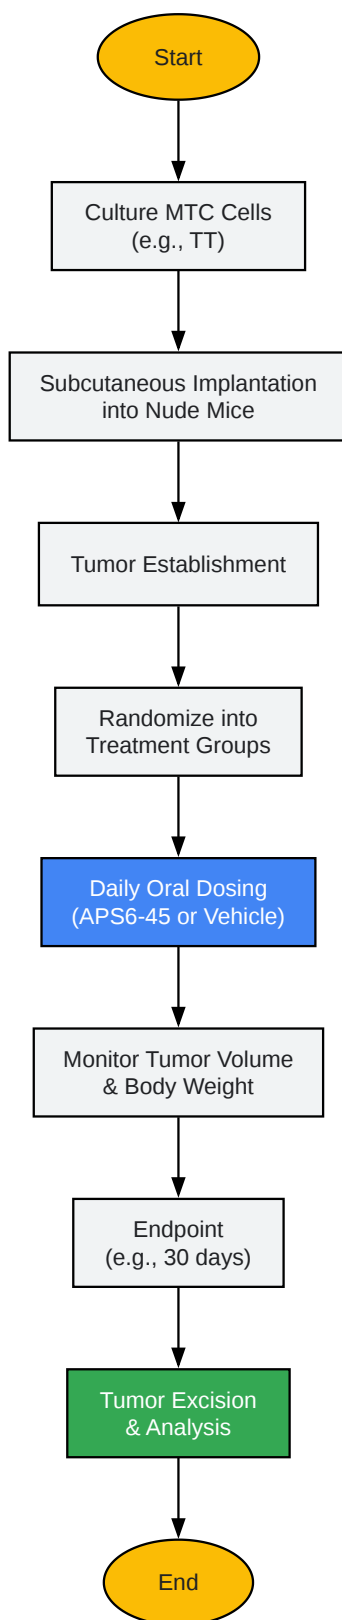 Start
Culture MTC Cells
(e.g., TT)
Subcutaneous Implantation
into Nude Mice
Tumor Establishment
Randomize into
Treatment Groups
Daily Oral Dosing
(APS6-45 or Vehicle)
Monitor Tumor Volume
& Body Weight
Endpoint
(e.g., 30 days)
Tumor Excision
& Analysis
End